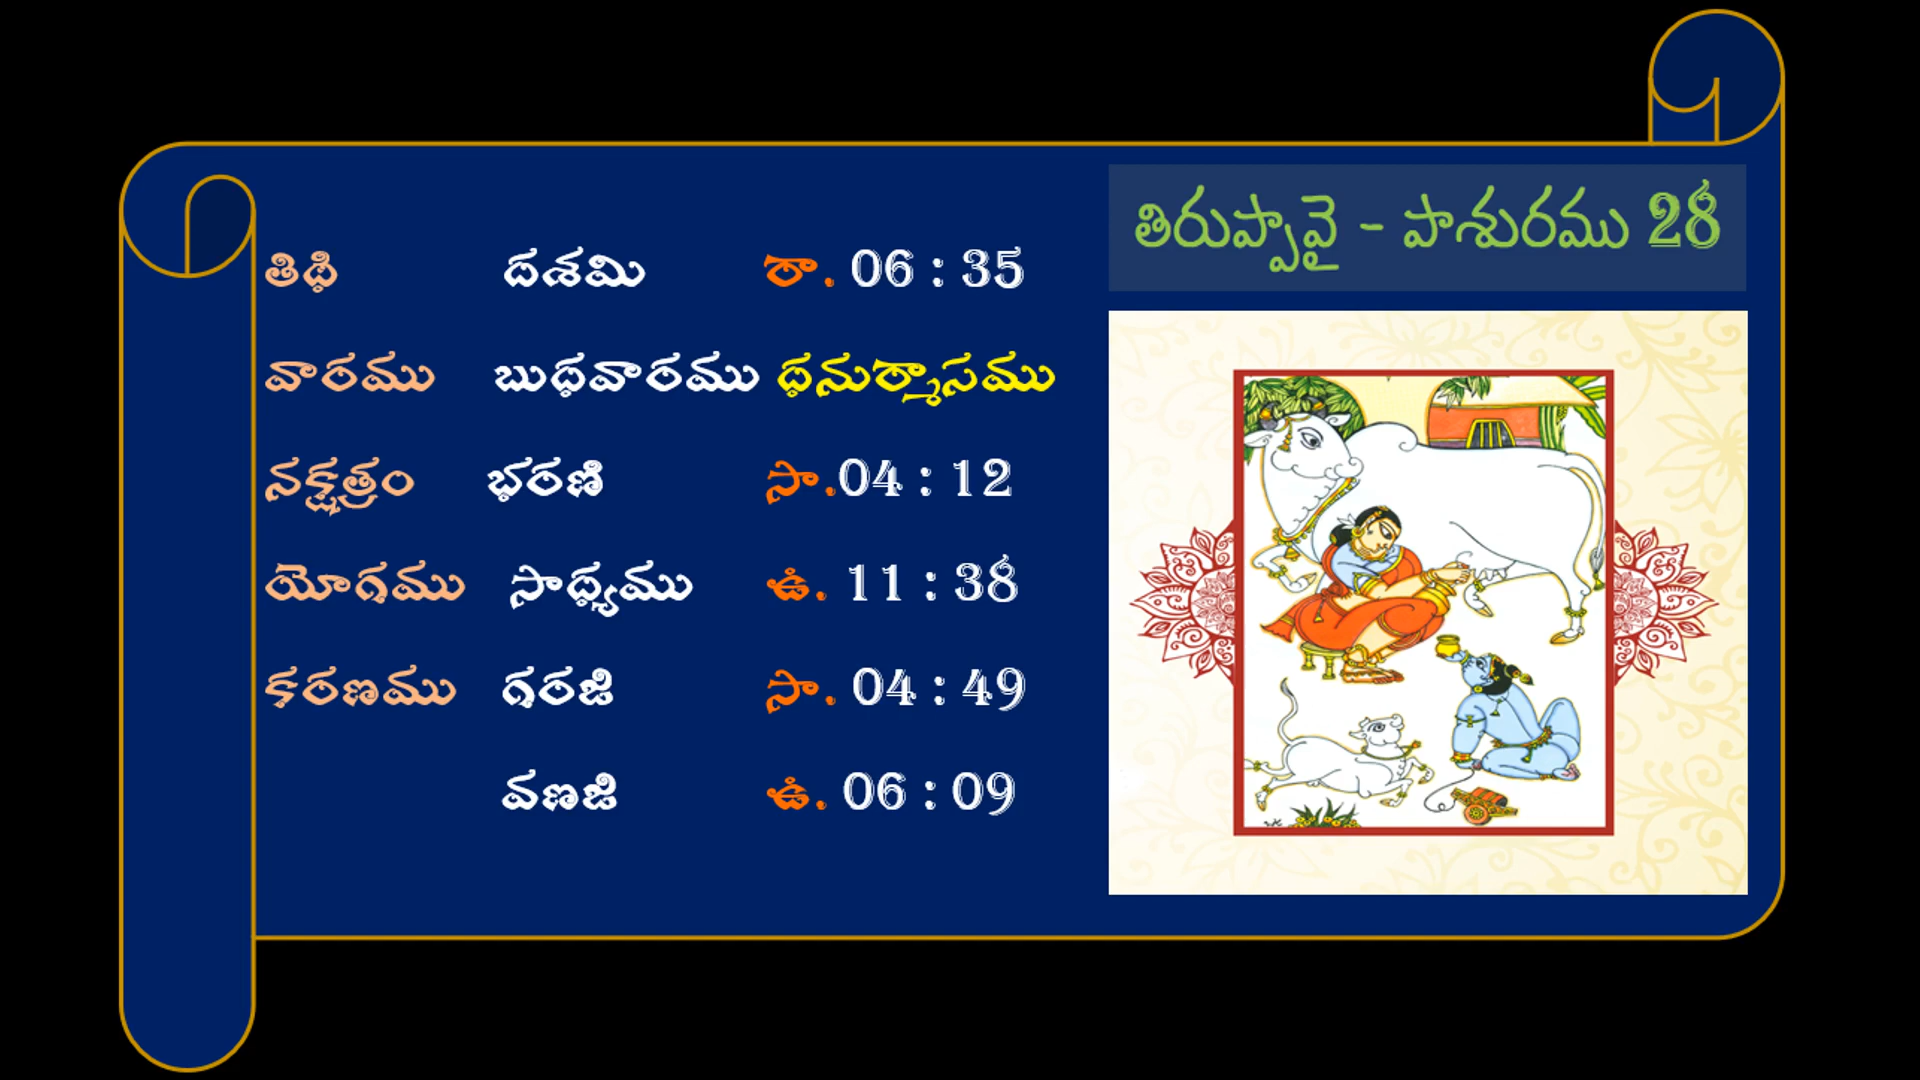 తిరుప్పావై - పాశురము 28
తిథి దశమి రా. 06 : 35
వారము బుధవారము ధనుర్మాసము
నక్షత్రం భరణి సా.04 : 12
యోగము సాధ్యము ఉ. 11 : 38
కరణము గరజి సా. 04 : 49
వణజి ఉ. 06 : 09